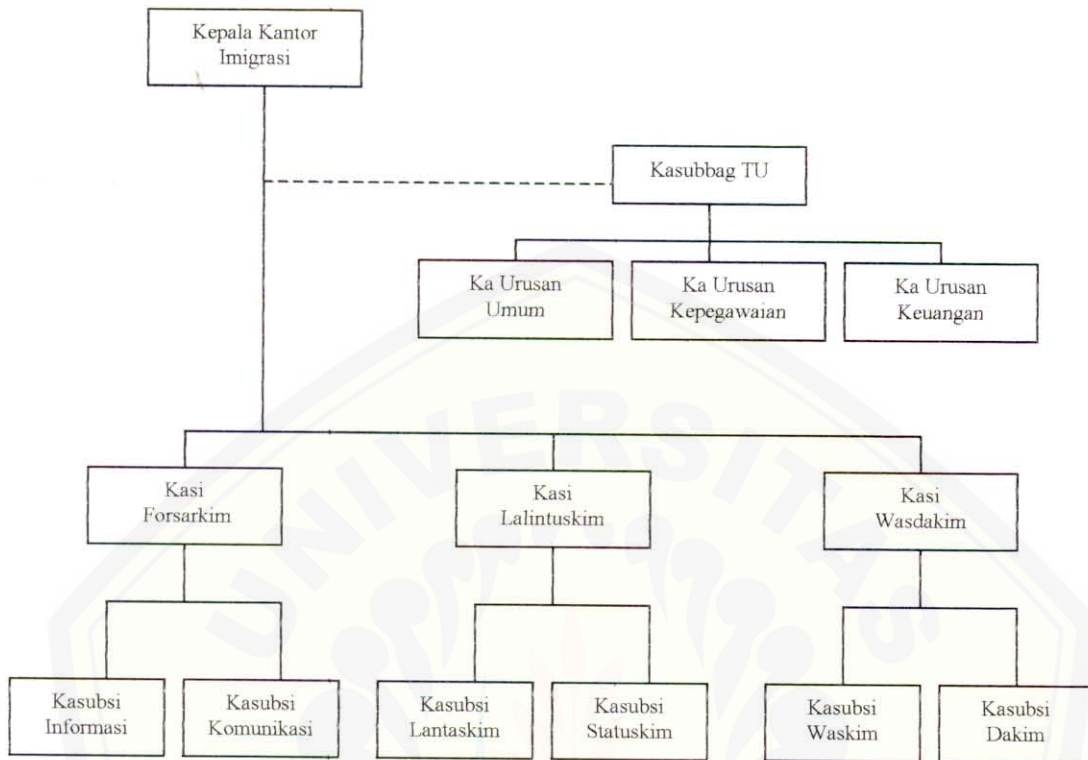 Kepala Kantor
Imigrasi
Kasubbag TU
Ka Urusan
Umum
Ka Urusan
Kepegawaian
Ka Urusan
Keuangan
Kasi
Forsarkim
Kasi
Lalintuskim
Kasi
Wasdakim
Kasubsi
Informasi
Kasubsi
Komunikasi
Kasubsi
Lantaskim
Kasubsi
Statuskim
Kasubsi
Waskim
Kasubsi
Dakim
UNIVERSITAS